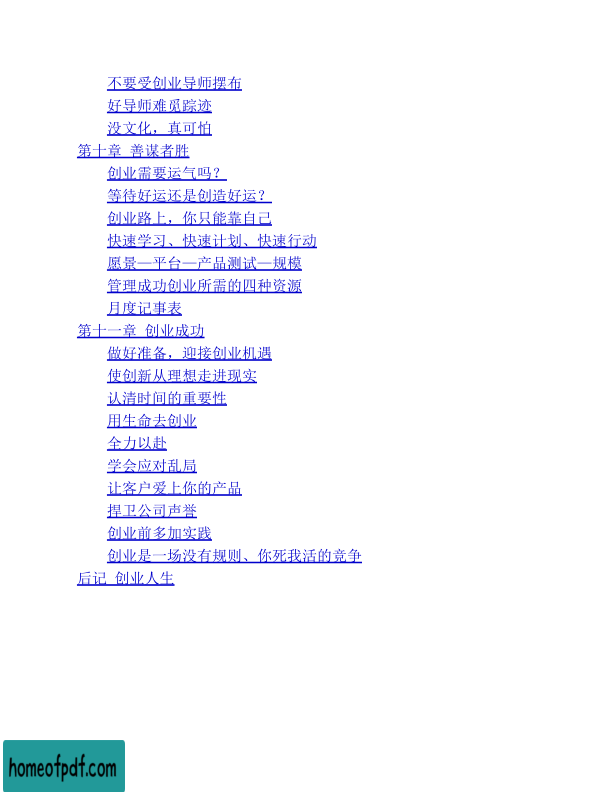 不要受创业导师摆布
好导师难觅踪迹
没文化，真可怕
第十章 善谋者胜
创业需要运气吗？
等待好运还是创造好运？
创业路上，你只能靠自己
快速学习、快速计划、快速行动
愿景—平台—产品测试—规模
管理成功创业所需的四种资源
月度记事表
第十一章 创业成功
做好准备，迎接创业机遇
使创新从理想走进现实
认清时间的重要性
用生命去创业
全力以赴
学会应对乱局
让客户爱上你的产品
捍卫公司声誉
创业前多加实践
创业是一场没有规则、你死我活的竞争
后记 创业人生
homeofpdf.com